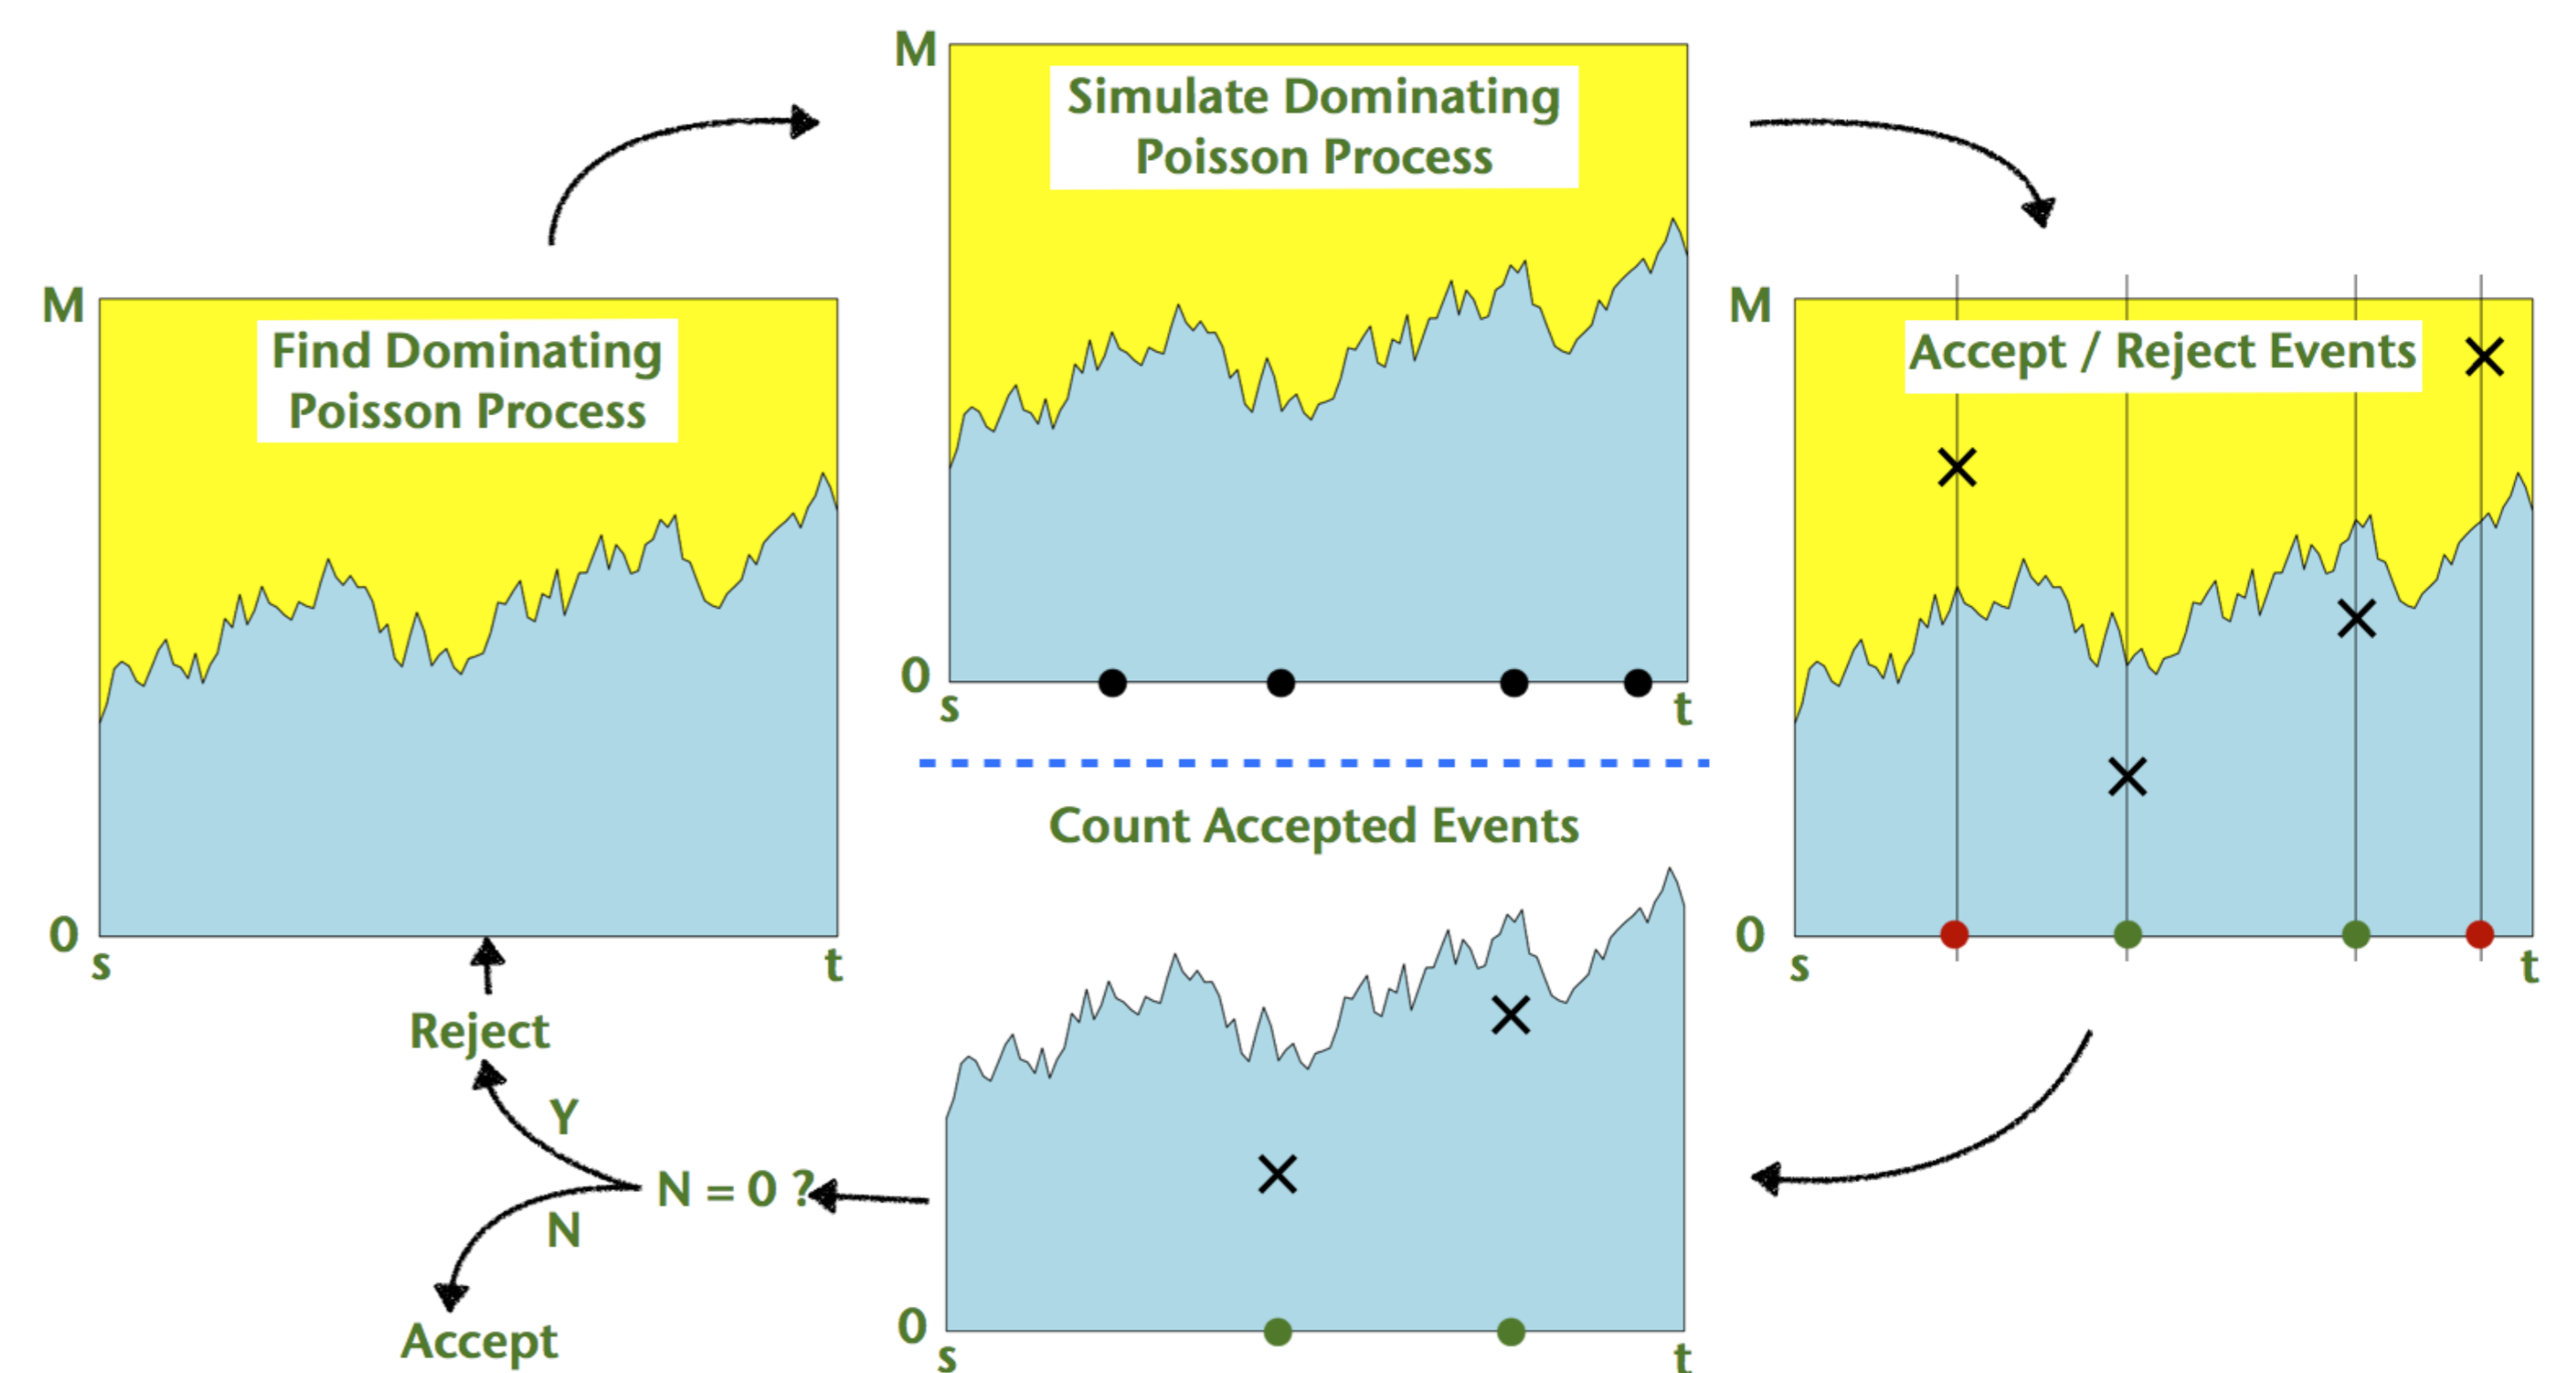 M
Find Dominating
Poisson Process
0
s
t
M
Simulate Dominating
Poisson Process
0
s
t
M
Accept / Reject Events
0
s
t
Count Accepted Events
0
s
t
N = 0 ?
Y
Reject
N
Accept